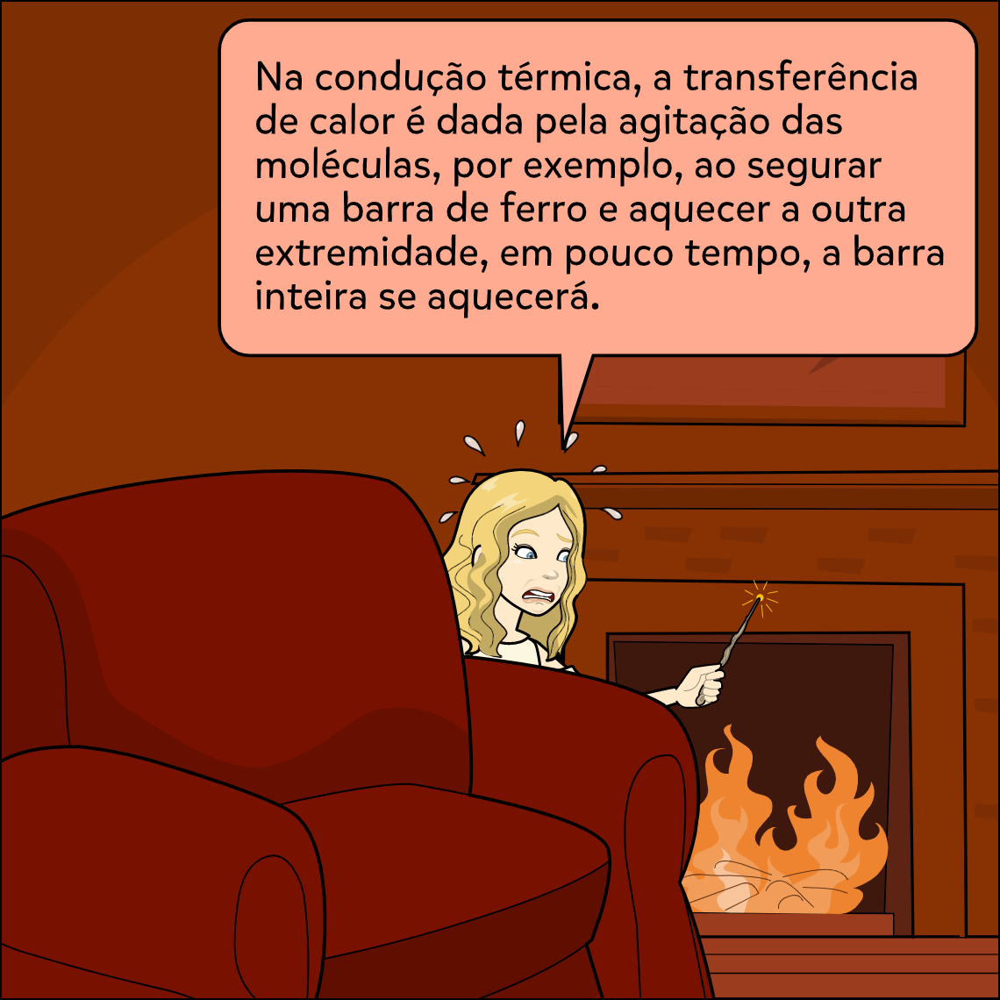 Na condução térmica, a transferência
de calor é dada pela agitação das
moléculas, por exemplo, ao segurar
uma barra de ferro e aquecer a outra
extremidade, em pouco tempo, a barra
inteira se aquecerá.